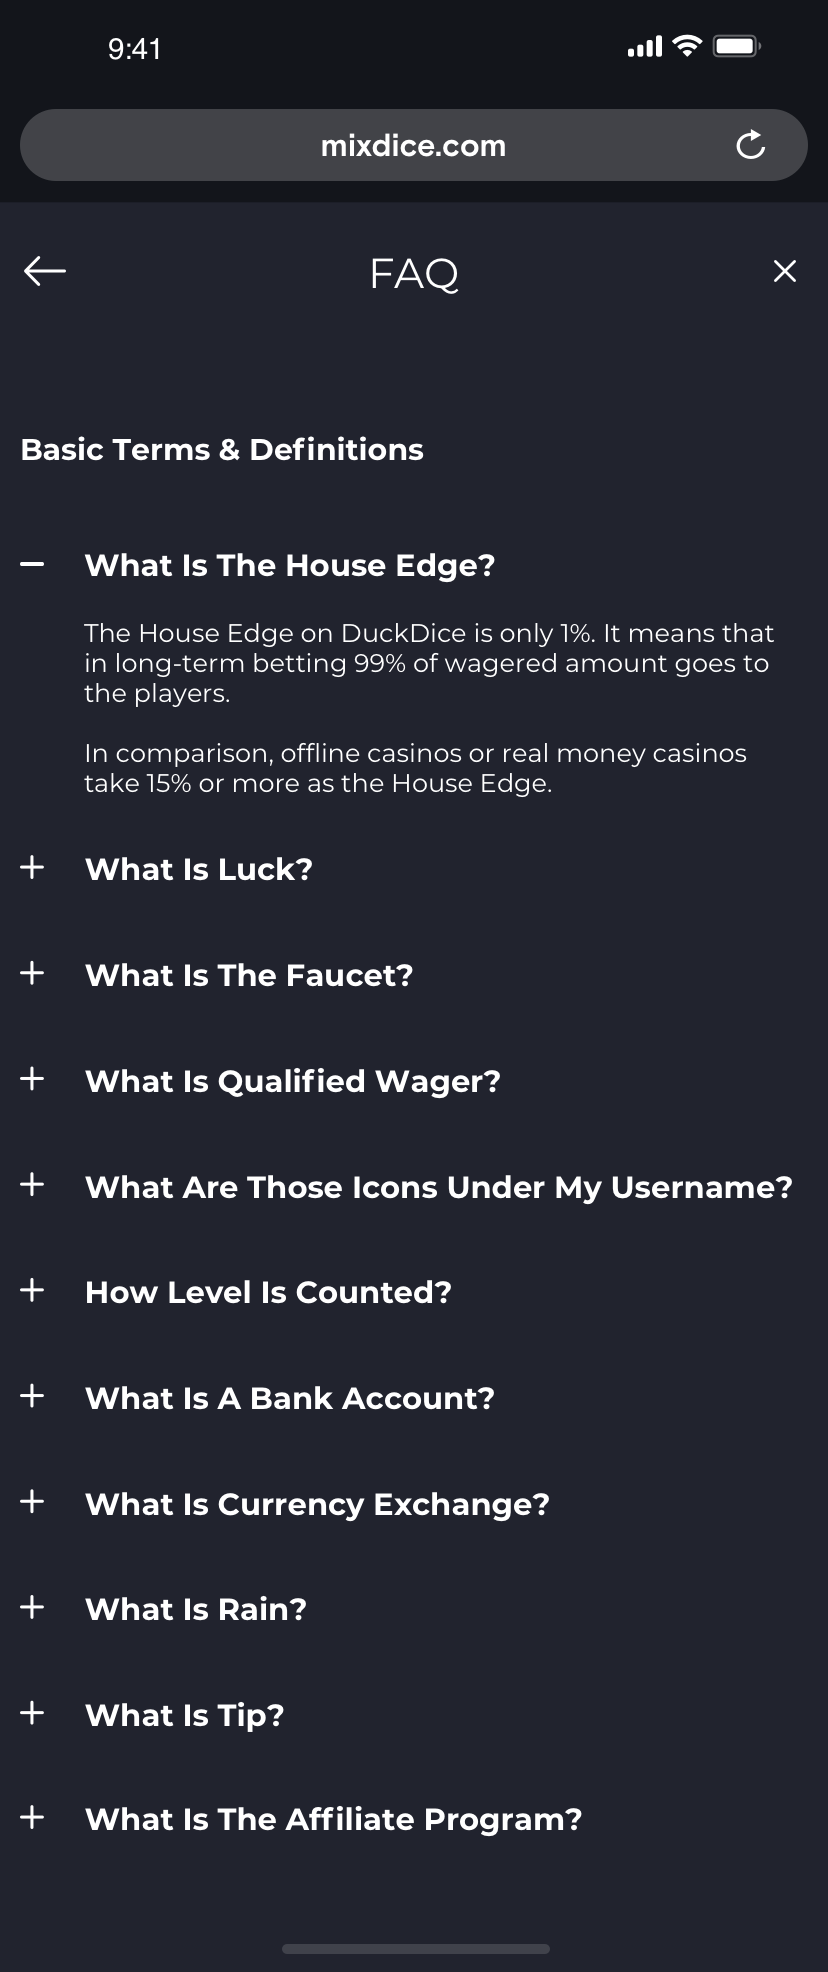 9:41
mixdice.com
FAQ
Basic Terms & Definitions
What Is The House Edge?
The House Edge on DuckDice is only 1%. It means that
in long-term betting 99% of wagered amount goes to
the players.
In comparison, offline casinos or real money casinos
take 15% or more as the House Edge.
What Is Luck?
What Is The Faucet?
What Is Qualified Wager?
What Are Those Icons Under My Username?
How Level Is Counted?
What Is A Bank Account?
What Is Currency Exchange?
What Is Rain?
What Is Tip?
What Is The Affiliate Program?